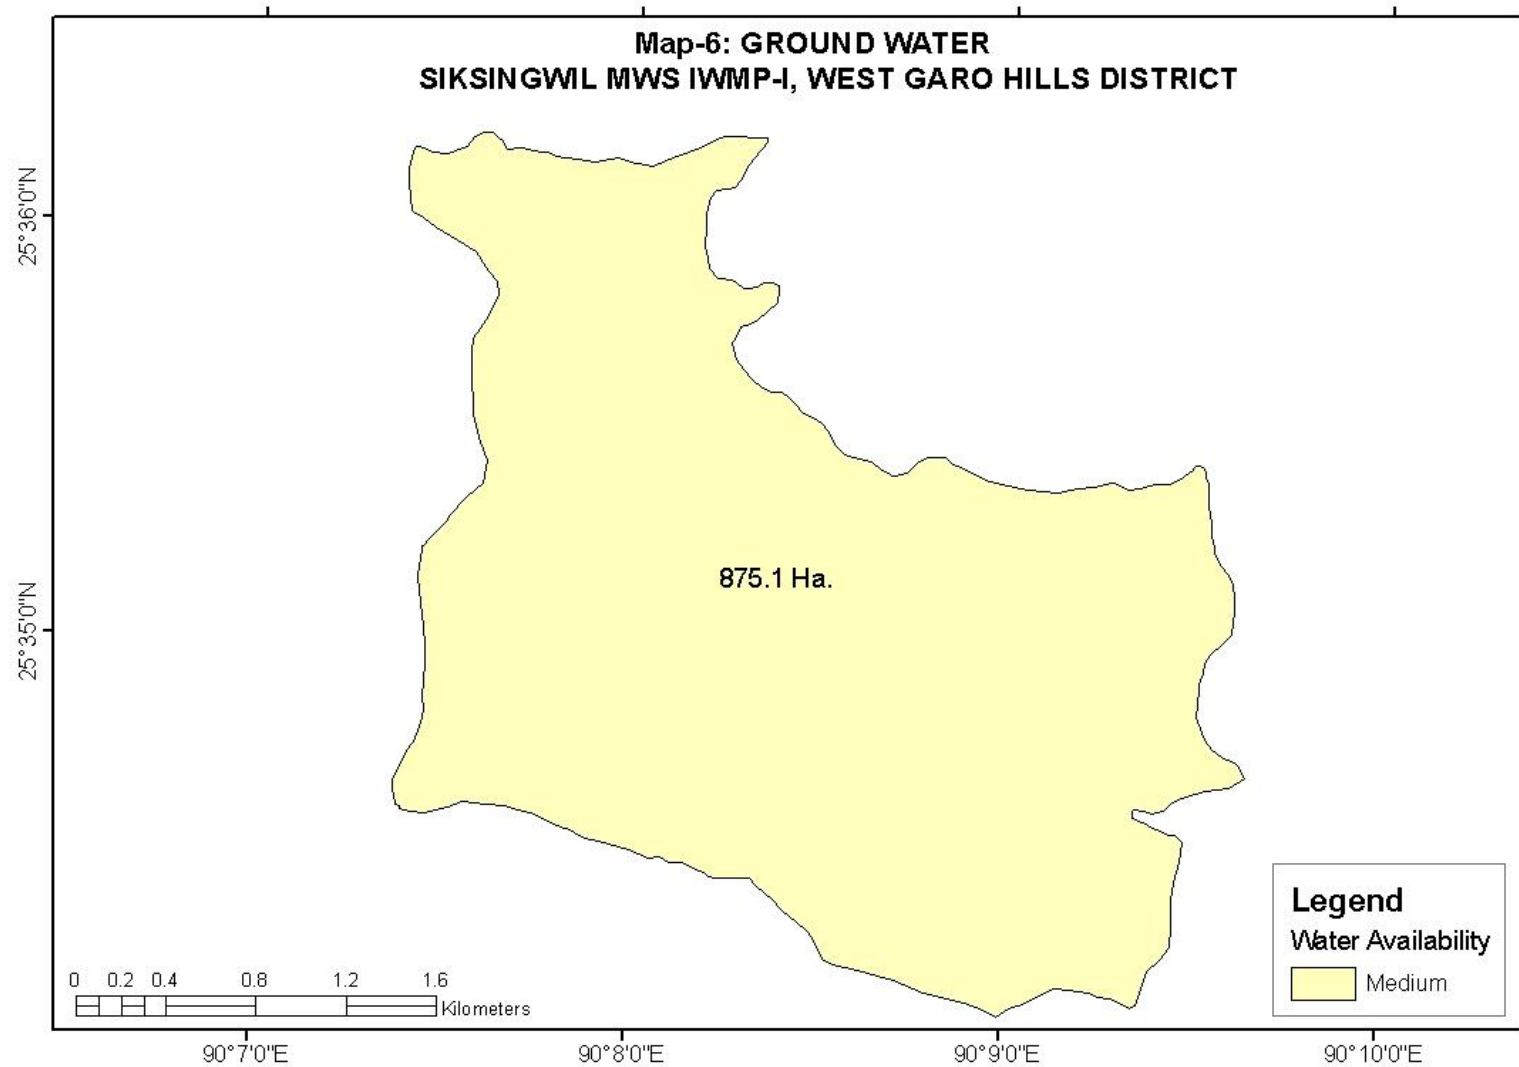 Map-6: GROUND WATER
SIKSINGWIL MWS IWMP-I, WEST GARO HILLS DISTRICT
25°36'0"N
875.1 Ha.
25°35'0"N
Legend
Water Availability
Medium
0 0.2 0.4 0.8 1.2 1.6
Kilometers
90°7'0"E 90°8'0"E 90°9'0"E 90°10'0"E